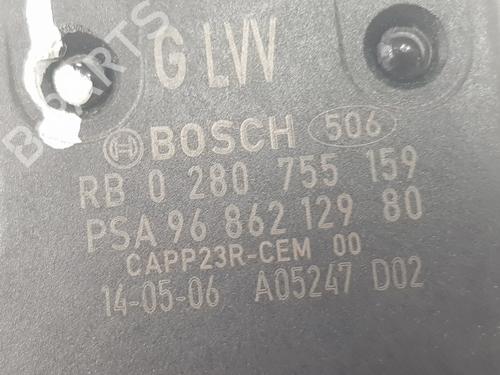 G LVV
BOSCH 506
RB 0 280 755 159
PSA 96 862 129 80
CAPP23R-CEM 00
14-05-06 A05247 D02